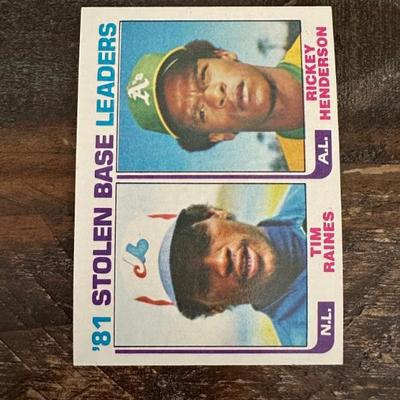 '81 STOLEN BASE LEADERS
A's
N.L.
TIM
RAINES
A.L.
RICKEY
HENDERSON